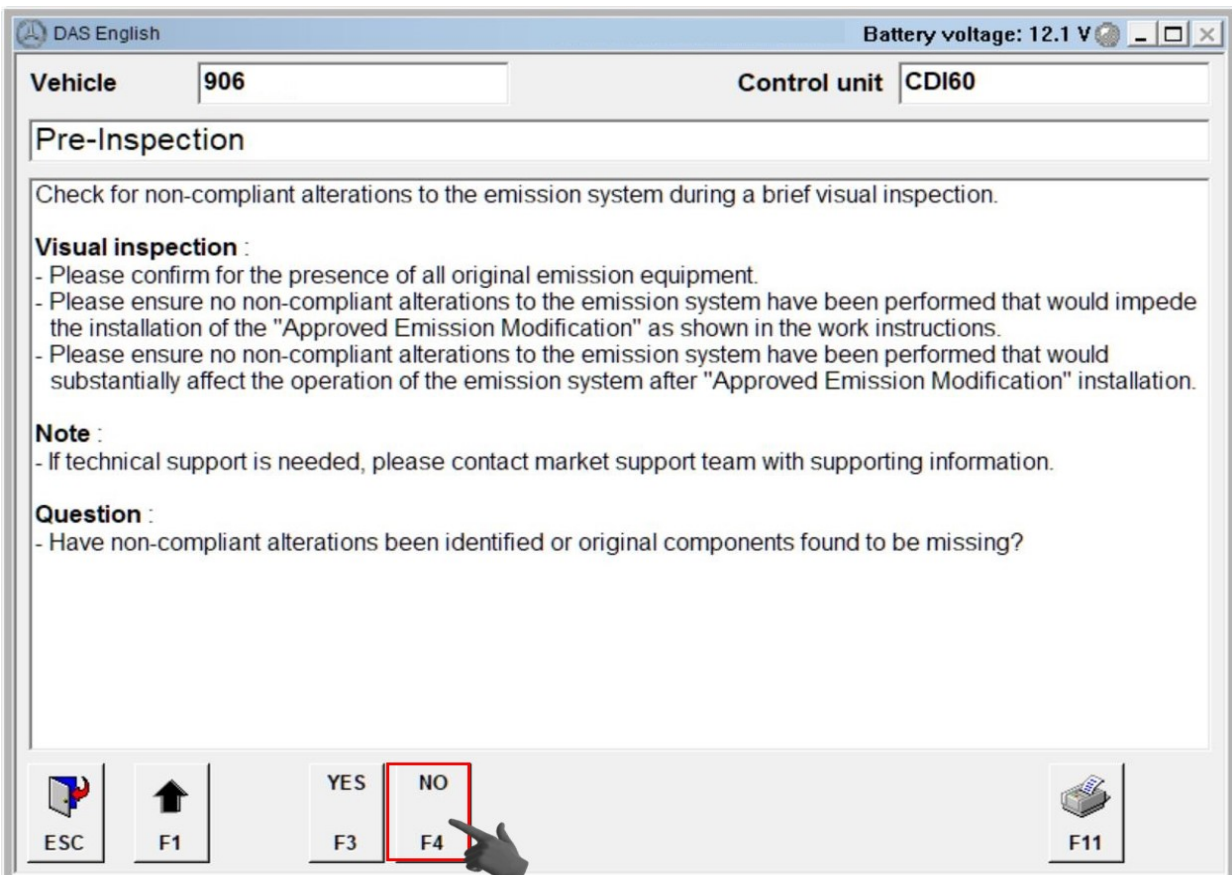 DAS English
Battery voltage: 12.1 V
Vehicle 906 Control unit CDI60
Pre-Inspection
Check for non-compliant alterations to the emission system during a brief visual inspection.
Visual inspection :
- Please confirm for the presence of all original emission equipment.
- Please ensure no non-compliant alterations to the emission system have been performed that would impede
the installation of the "Approved Emission Modification" as shown in the work instructions.
- Please ensure no non-compliant alterations to the emission system have been performed that would
substantially affect the operation of the emission system after "Approved Emission Modification" installation.
Note :
- If technical support is needed, please contact market support team with supporting information.
Question :
- Have non-compliant alterations been identified or original components found to be missing?
YES NO
ESC F1 F3 F4 F11